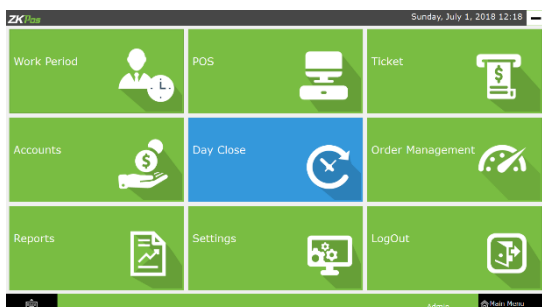 ZKPos
Sunday, July 1, 2018 12:18
Work Period
POS
Ticket
$
Accounts
$
Day Close
Order Management
Reports
Settings
LogOut
Admin
Main Menu